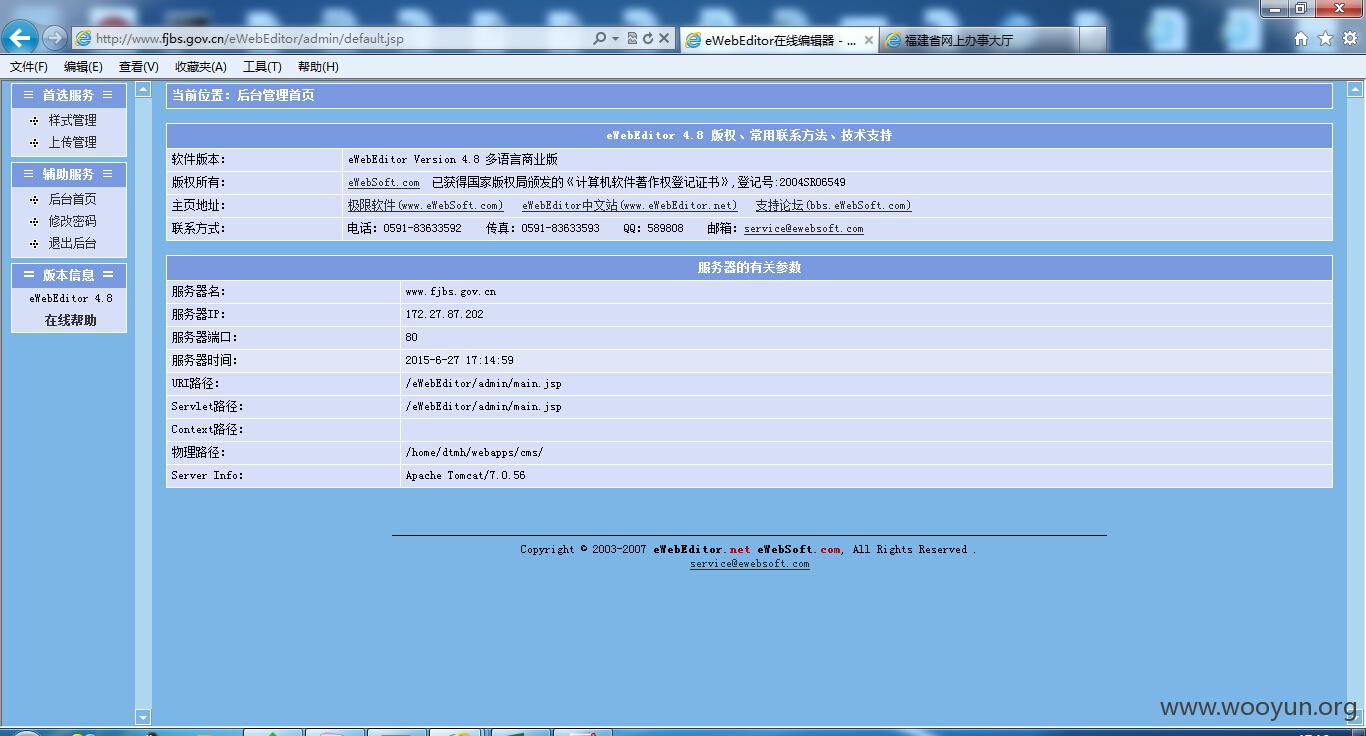 http://www.fjbs.gov.cn/eWebEditor/admin/default.jsp
eWebEditor在线编辑器 - ...
福建省网上办事大厅
文件(F) 编辑(E) 查看(V) 收藏夹(A) 工具(T) 帮助(H)
首选服务
样式管理
上传管理
辅助服务
后台首页
修改密码
退出后台
版本信息
eWebEditor 4.8
在线帮助
当前位置：后台管理首页
eWebEditor 4.8 版权、常用联系方法、技术支持
软件版本： eWebEditor Version 4.8 多语言商业版
版权所有： eWebSoft.com 已获得国家版权局颁发的《计算机软件著作权登记证书》,登记号:2004SR06549
主页地址： 极限软件(www.eWebSoft.com) eWebEditor中文站(www.eWebEditor.net) 支持论坛(bbs.eWebSoft.com)
联系方式： 电话：0591-83633592 传真：0591-83633593 QQ：589808 邮箱：service@ewebsoft.com
服务器的有关参数
服务器名： www.fjbs.gov.cn
服务器IP： 172.27.87.202
服务器端口： 80
服务器时间： 2015-6-27 17:14:59
URI路径： /eWebEditor/admin/main.jsp
Servlet路径： /eWebEditor/admin/main.jsp
Context路径：
物理路径： /home/dtmh/webapps/cms/
Server Info： Apache Tomcat/7.0.56
Copyright © 2003-2007 eWebEditor.net eWebSoft.com, All Rights Reserved .
service@ewebsoft.com
www.wooyun.org